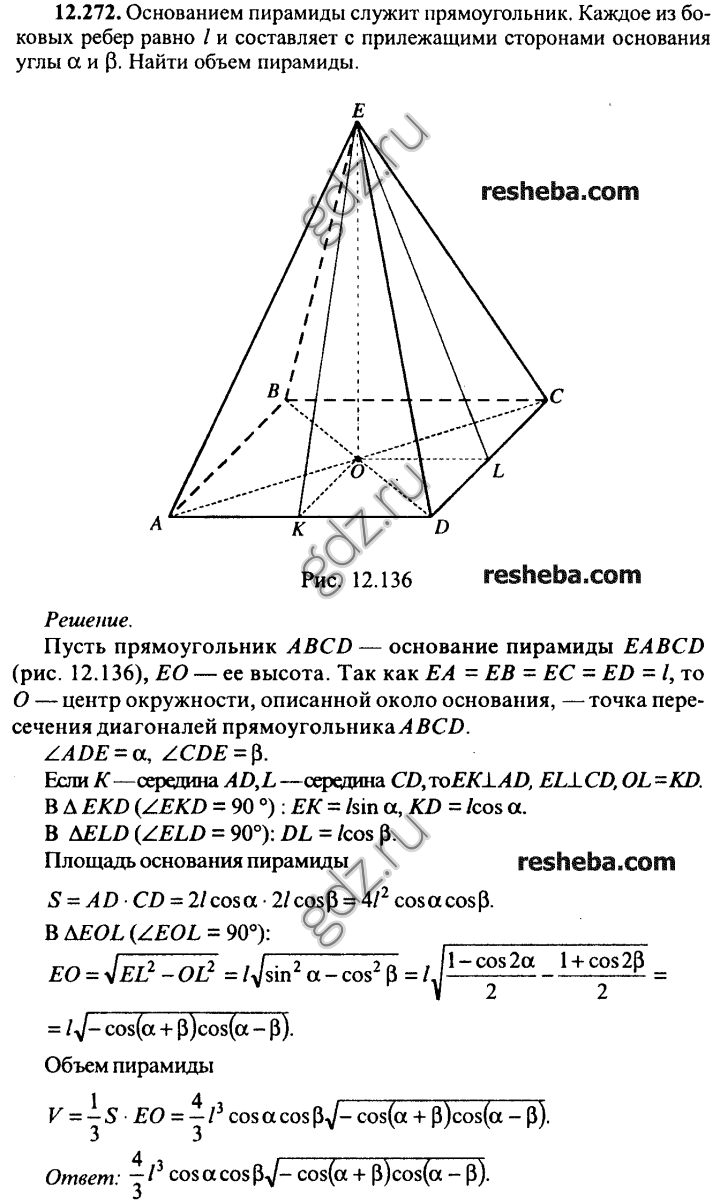 12.272. Основанием пирамиды служит прямоугольник. Каждое из бо-
ковых ребер равно l и составляет с прилежащими сторонами основания
углы α и β. Найти объем пирамиды.
E
gdz.ru
resheba.com
B
C
O
L
A
K
D
gdz.ru
Рис. 12.136
resheba.com
Решение.
Пусть прямоугольник ABCD — основание пирамиды EABCD
(рис. 12.136), EO — ее высота. Так как EA = EB = EC = ED = l, то
O — центр окружности, описанной около основания, — точка пере-
сечения диагоналей прямоугольника ABCD.
∠ADE = α, ∠CDE = β.
Если K — середина AD, L — середина CD, то EK⊥AD, EL⊥CD, OL = KD.
В Δ EKD (∠EKD = 90 °) : EK = l sin α, KD = l cos α.
В ΔELD (∠ELD = 90°): DL = l cos β.
Площадь основания пирамиды
resheba.com
S = AD · CD = 2l cos α · 2l cos β = 4l² cos α cos β.
В ΔEOL (∠EOL = 90°):
EO = √(EL² − OL²) = l√(sin² α − cos² β) = l√((1 − cos 2α)/2 − (1 + cos 2β)/2) =
= l√(− cos(α + β)cos(α − β)).
Объем пирамиды
V = 1/3 S · EO = 4/3 l³ cos α cos β√(− cos(α + β)cos(α − β)).
Ответ: 4/3 l³ cos α cos β√(− cos(α + β)cos(α − β)).